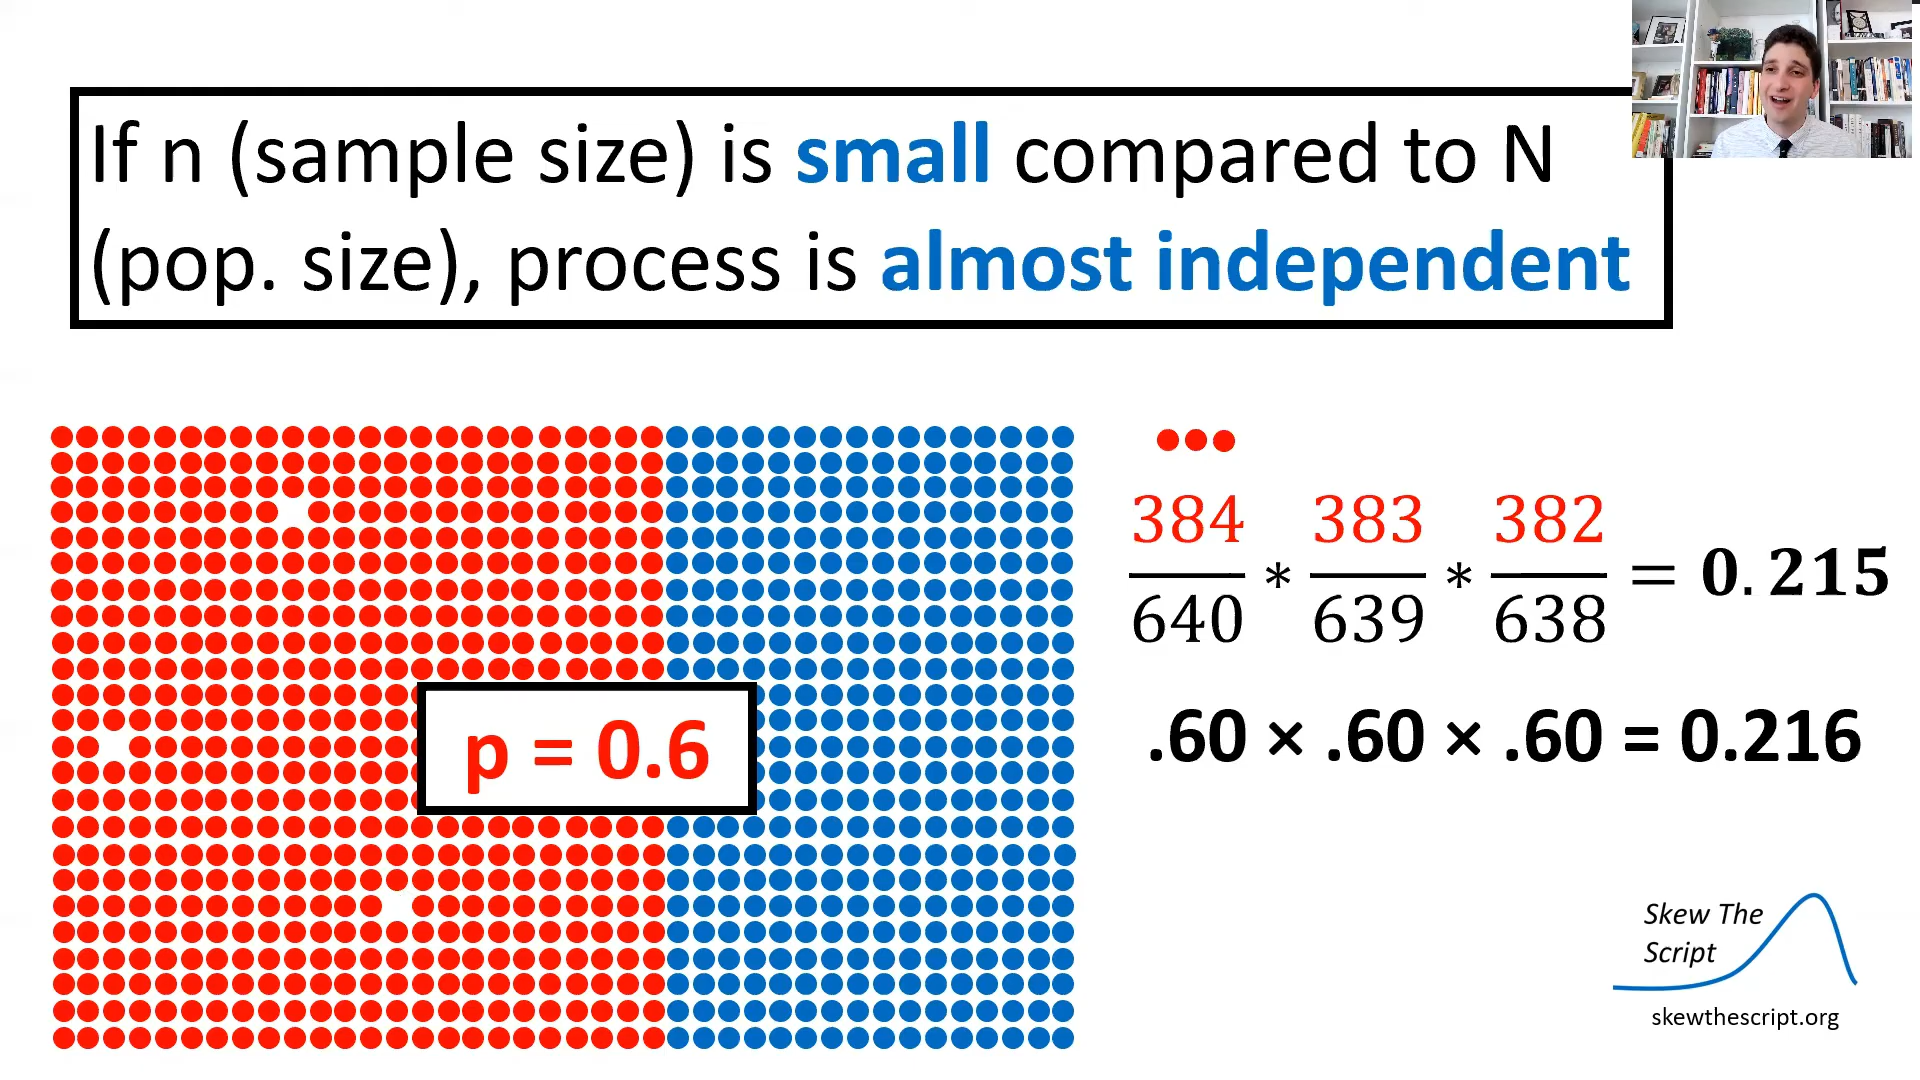 If n (sample size) is small compared to N
(pop. size), process is almost independent
p = 0.6
384/640 * 383/639 * 382/638 = 0.215
.60 × .60 × .60 = 0.216
Skew The
Script
skewthescript.org